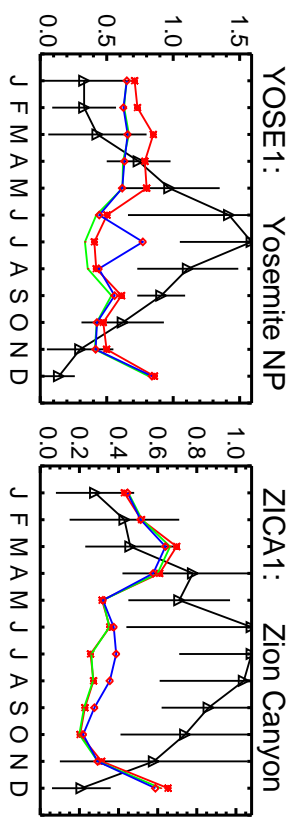 YOSE1: Yosemite NP
0.0 0.5 1.0 1.5
J F M A M J J A S O N D
ZICA1: Zion Canyon
0.0 0.2 0.4 0.6 0.8 1.0
J F M A M J J A S O N D